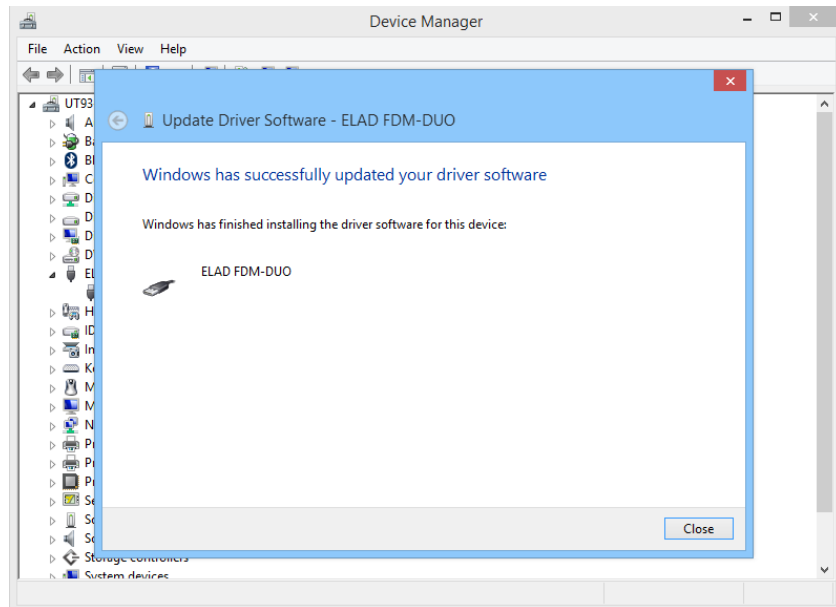 Device Manager
File Action View Help
Update Driver Software - ELAD FDM-DUO
Windows has successfully updated your driver software
Windows has finished installing the driver software for this device:
ELAD FDM-DUO
Close
UT93
System devices